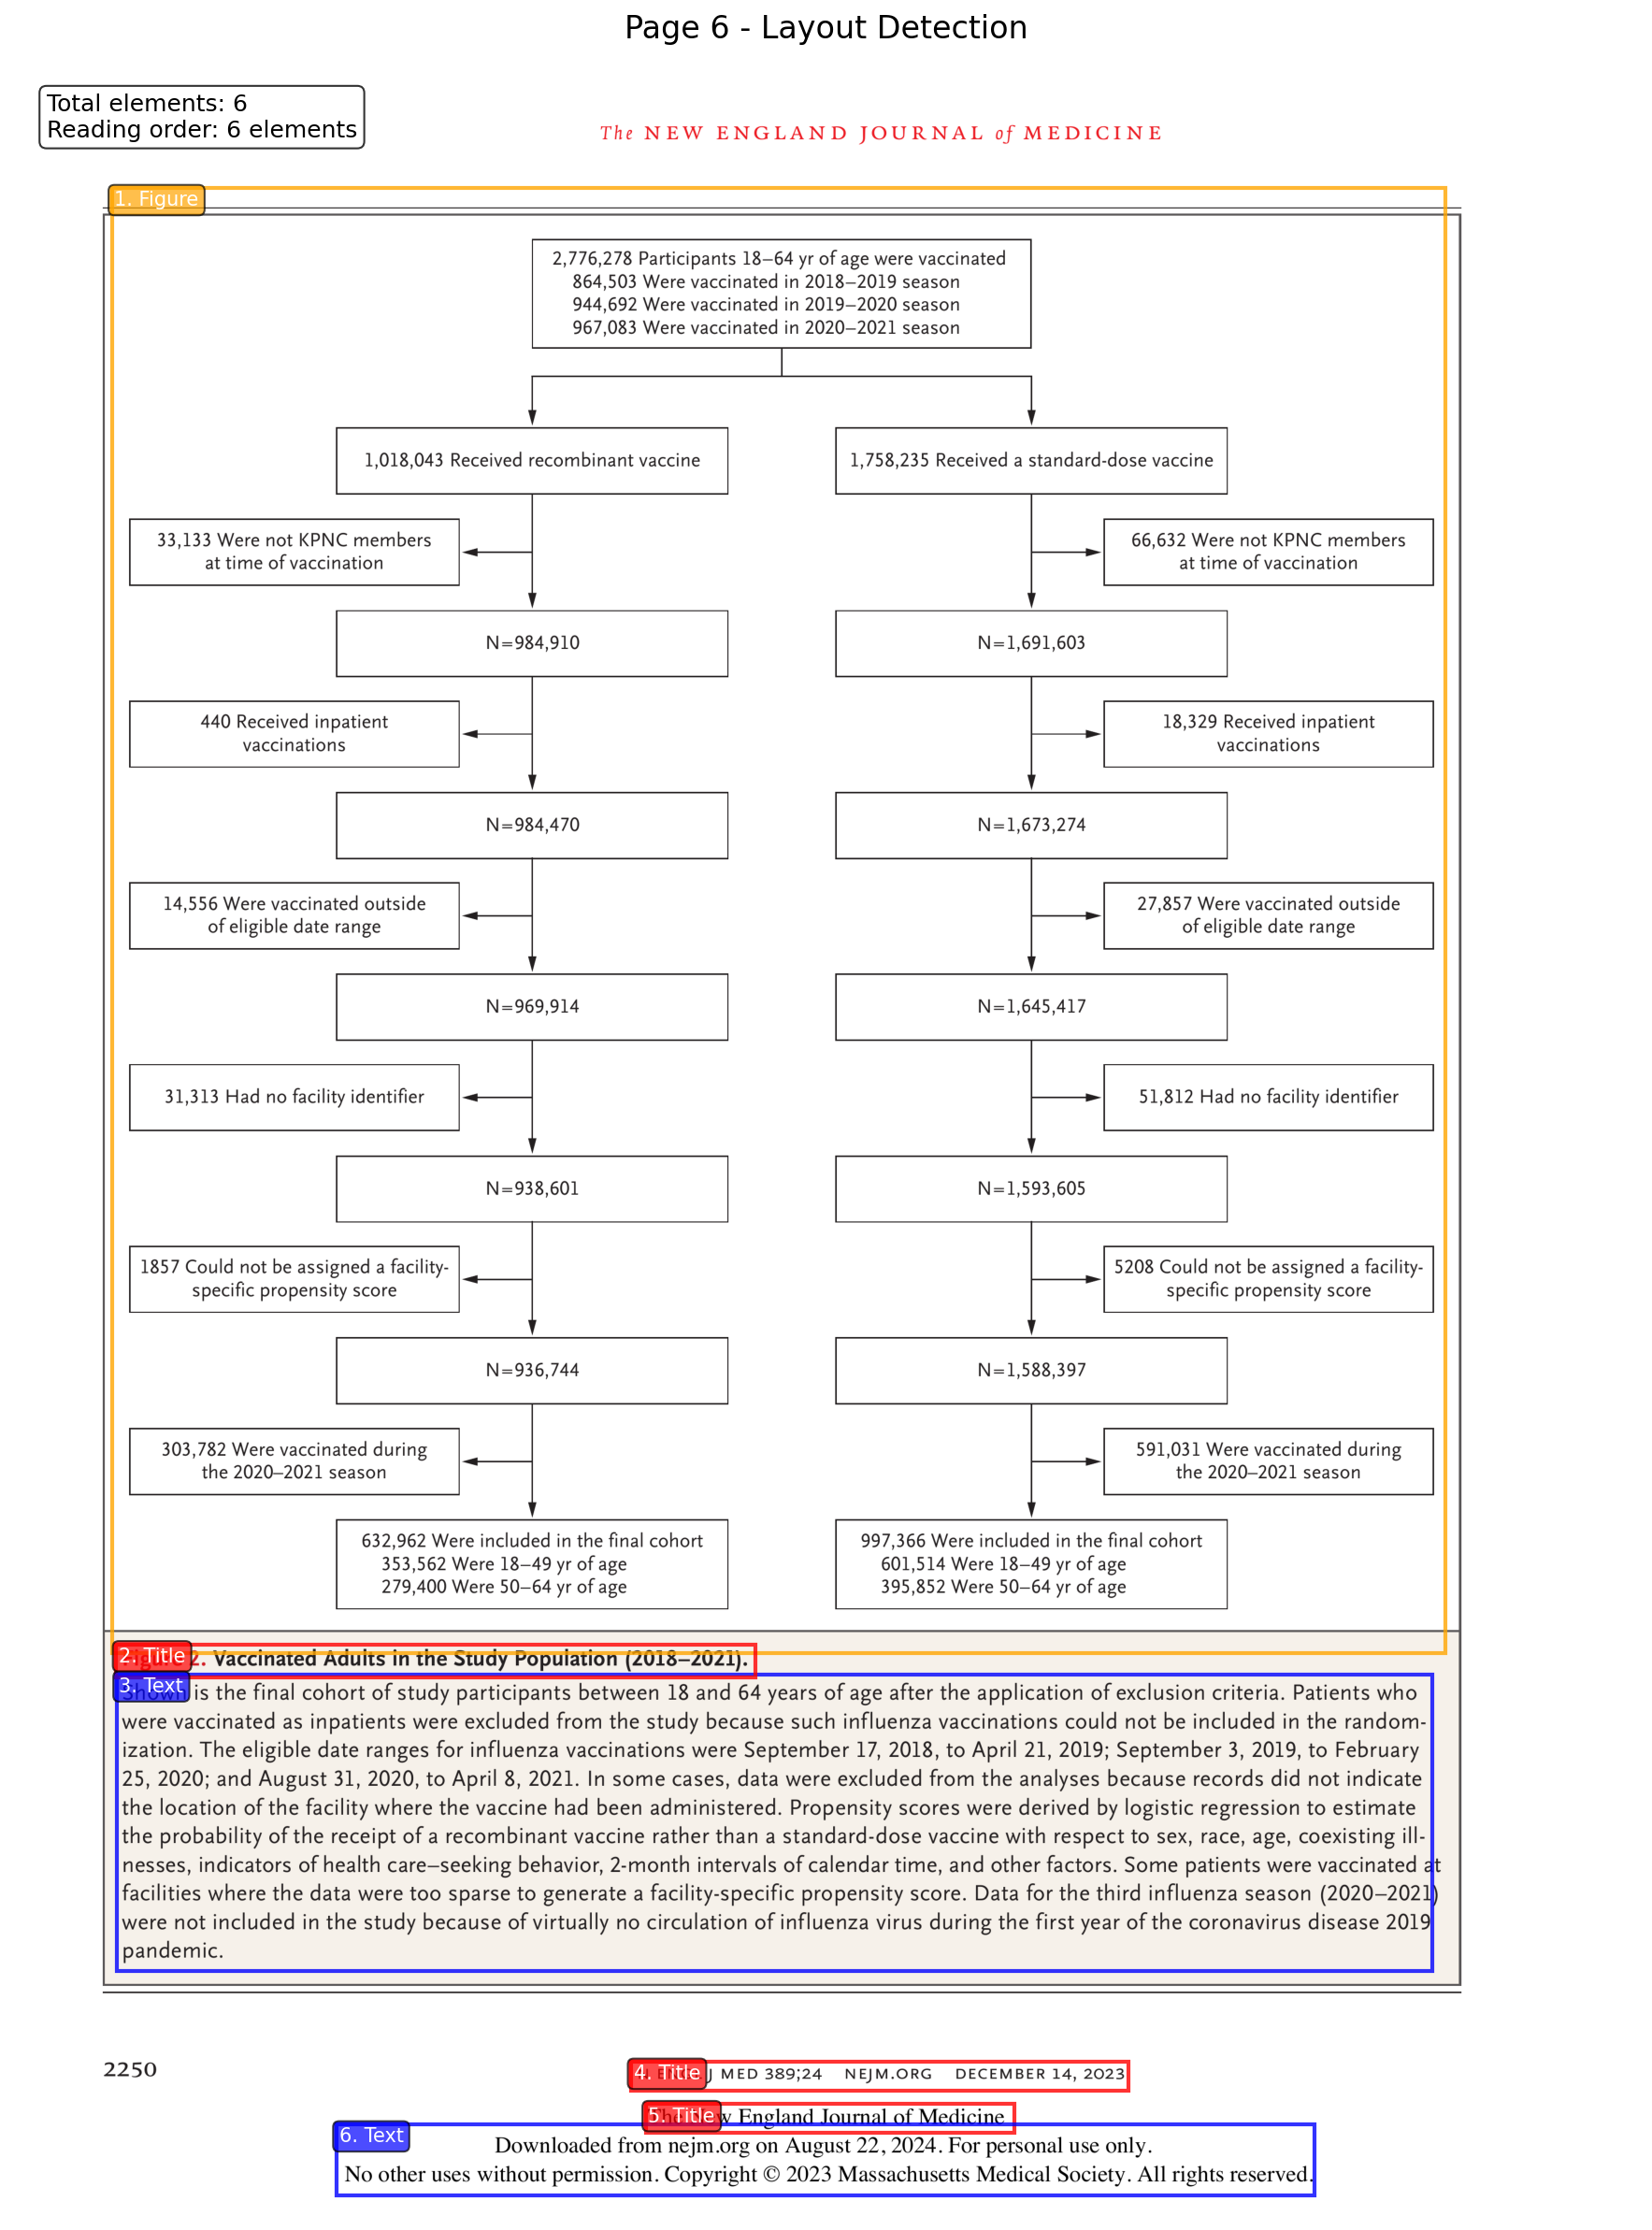 Page 6 - Layout Detection
Total elements: 6
Reading order: 6 elements
The NEW ENGLAND JOURNAL of MEDICINE
1. Figure
2,776,278 Participants 18–64 yr of age were vaccinated
864,503 Were vaccinated in 2018–2019 season
944,692 Were vaccinated in 2019–2020 season
967,083 Were vaccinated in 2020–2021 season
1,018,043 Received recombinant vaccine
1,758,235 Received a standard-dose vaccine
33,133 Were not KPNC members
at time of vaccination
66,632 Were not KPNC members
at time of vaccination
N=984,910
N=1,691,603
440 Received inpatient
vaccinations
18,329 Received inpatient
vaccinations
N=984,470
N=1,673,274
14,556 Were vaccinated outside
of eligible date range
27,857 Were vaccinated outside
of eligible date range
N=969,914
N=1,645,417
31,313 Had no facility identifier
51,812 Had no facility identifier
N=938,601
N=1,593,605
1857 Could not be assigned a facility-
specific propensity score
5208 Could not be assigned a facility-
specific propensity score
N=936,744
N=1,588,397
303,782 Were vaccinated during
the 2020–2021 season
591,031 Were vaccinated during
the 2020–2021 season
632,962 Were included in the final cohort
353,562 Were 18–49 yr of age
279,400 Were 50–64 yr of age
997,366 Were included in the final cohort
601,514 Were 18–49 yr of age
395,852 Were 50–64 yr of age
2. Title
2. Vaccinated Adults in the Study Population (2018–2021).
3. Text
Shown is the final cohort of study participants between 18 and 64 years of age after the application of exclusion criteria. Patients who
were vaccinated as inpatients were excluded from the study because such influenza vaccinations could not be included in the random-
ization. The eligible date ranges for influenza vaccinations were September 17, 2018, to April 21, 2019; September 3, 2019, to February
25, 2020; and August 31, 2020, to April 8, 2021. In some cases, data were excluded from the analyses because records did not indicate
the location of the facility where the vaccine had been administered. Propensity scores were derived by logistic regression to estimate
the probability of the receipt of a recombinant vaccine rather than a standard-dose vaccine with respect to sex, race, age, coexisting ill-
nesses, indicators of health care–seeking behavior, 2-month intervals of calendar time, and other factors. Some patients were vaccinated at
facilities where the data were too sparse to generate a facility-specific propensity score. Data for the third influenza season (2020–2021)
were not included in the study because of virtually no circulation of influenza virus during the first year of the coronavirus disease 2019
pandemic.
2250
4. Title
J MED 389;24 NEJM.ORG DECEMBER 14, 2023
5. Title
The New England Journal of Medicine
6. Text
Downloaded from nejm.org on August 22, 2024. For personal use only.
No other uses without permission. Copyright © 2023 Massachusetts Medical Society. All rights reserved.